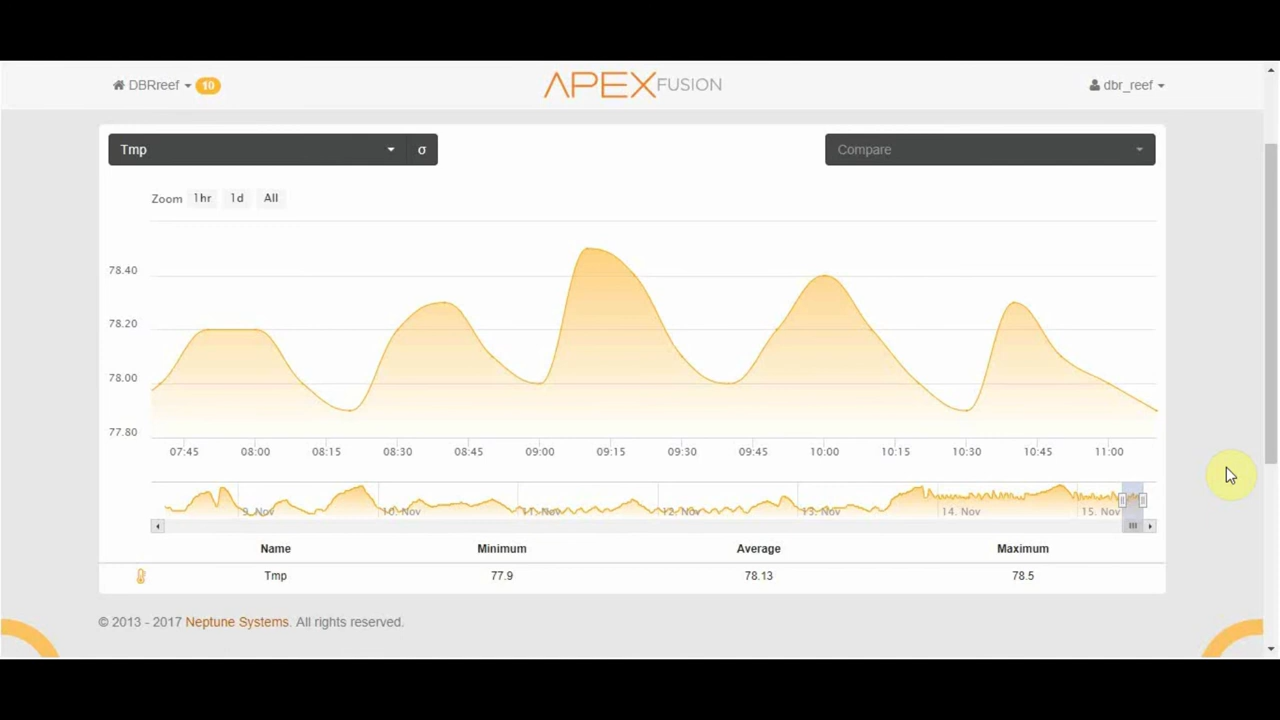 DBRreef 10 APEX FUSION dbr_reef
Tmp σ Compare
Zoom 1hr 1d All
78.40
78.20
78.00
77.80
07:45 08:00 08:15 08:30 08:45 09:00 09:15 09:30 09:45 10:00 10:15 10:30 10:45 11:00
9. Nov 10. Nov 11. Nov 12. Nov 13. Nov 14. Nov 15. Nov
Name Minimum Average Maximum
Tmp 77.9 78.13 78.5
© 2013 - 2017 Neptune Systems. All rights reserved.